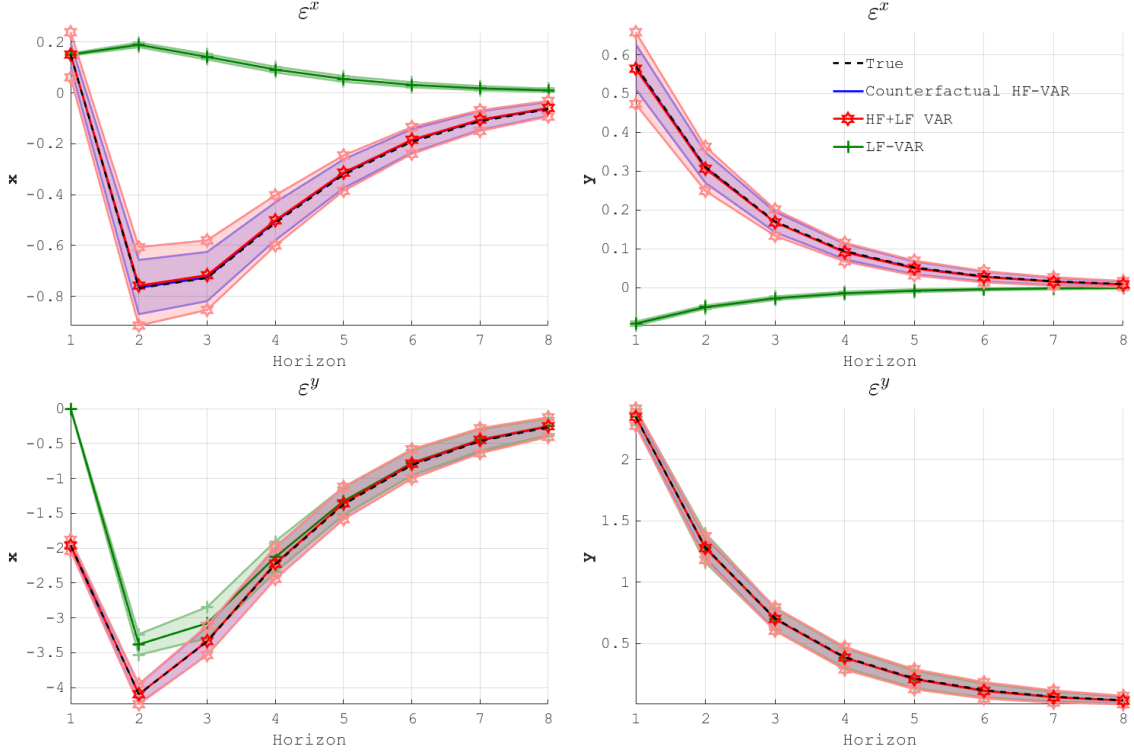 εˣ
0.2
0
-0.2
-0.4
-0.6
-0.8
x
1 2 3 4 5 6 7 8
Horizon
εˣ
0.6
0.5
0.4
0.3
0.2
0.1
0
y
True
Counterfactual HF-VAR
HF+LF VAR
LF-VAR
1 2 3 4 5 6 7 8
Horizon
εʸ
0
-0.5
-1
-1.5
-2
-2.5
-3
-3.5
-4
x
1 2 3 4 5 6 7 8
Horizon
εʸ
2
1.5
1
0.5
y
1 2 3 4 5 6 7 8
Horizon